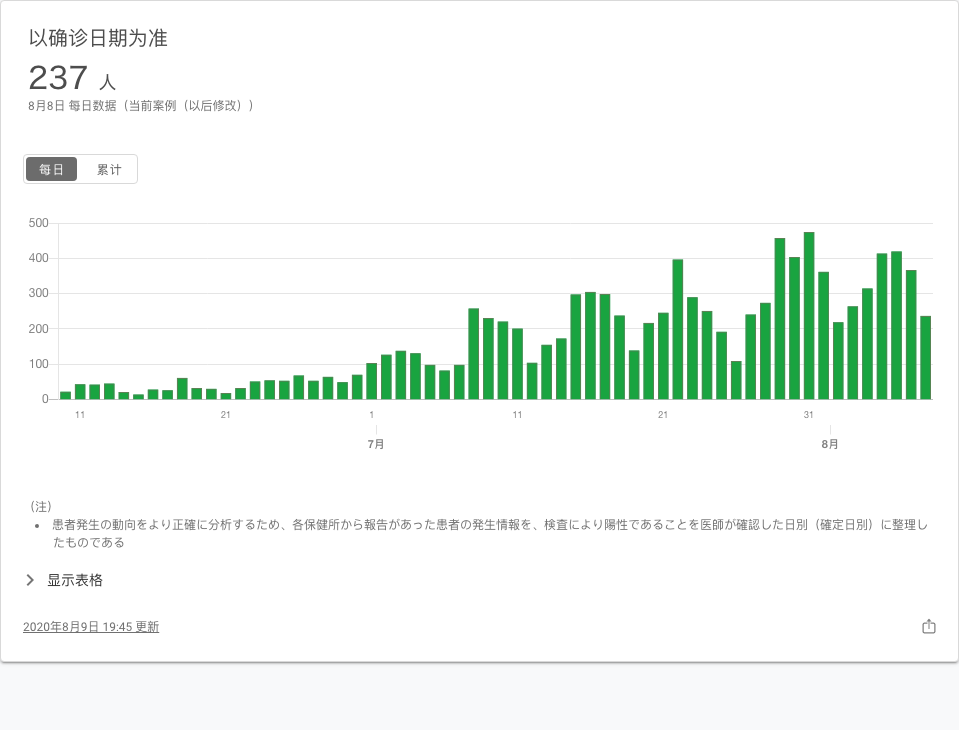 以确诊日期为准
237 人
8月8日 每日数据（当前案例（以后修改））
每日 累计
500
400
300
200
100
0
11 21 1 11 21 31
7月 8月
（注）
• 患者発生の動向をより正確に分析するため、各保健所から報告があった患者の発生情報を、検査により陽性であることを医師が確認した日別（確定日別）に整理し
たものである
显示表格
2020年8月9日 19:45 更新